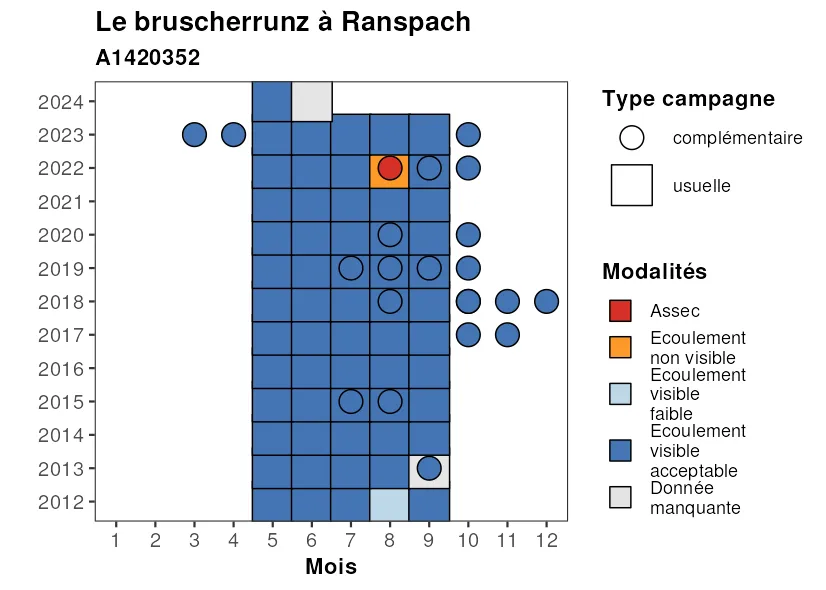 Le bruscherrunz à Ranspach
A1420352
2024
2023
2022
2021
2020
2019
2018
2017
2016
2015
2014
2013
2012
1 2 3 4 5 6 7 8 9 10 11 12
Mois
Type campagne
complémentaire
usuelle
Modalités
Assec
Ecoulement
non visible
Ecoulement
visible
faible
Ecoulement
visible
acceptable
Donnée
manquante